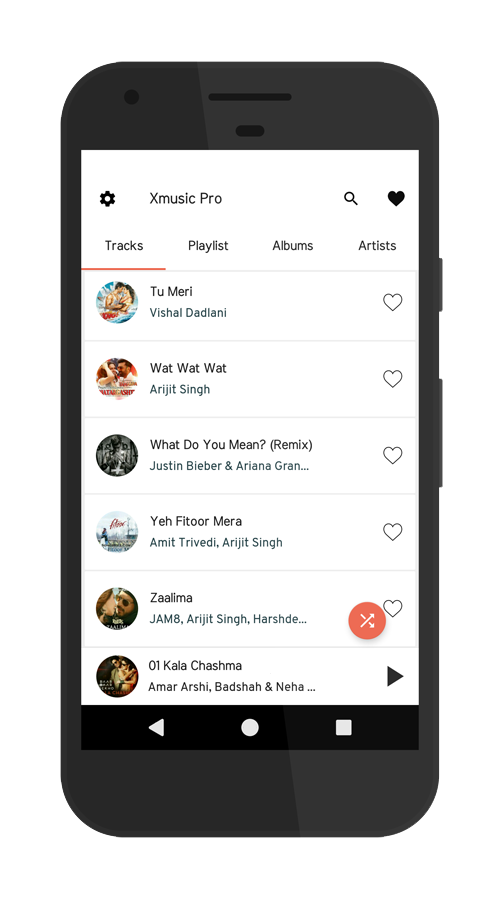 Xmusic Pro
Tracks Playlist Albums Artists
Tu Meri
Vishal Dadlani
Wat Wat Wat
Arijit Singh
What Do You Mean? (Remix)
Justin Bieber & Ariana Gran...
Yeh Fitoor Mera
Amit Trivedi, Arijit Singh
Zaalima
JAM8, Arijit Singh, Harshde...
01 Kala Chashma
Amar Arshi, Badshah & Neha ...